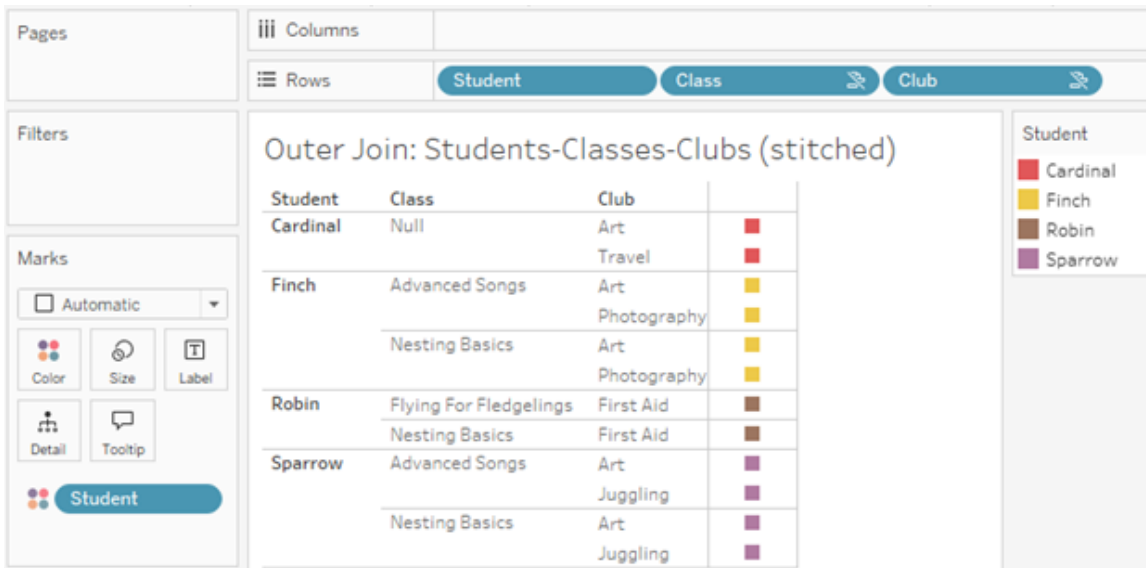 Pages
Columns
Rows Student Class Club
Filters
Outer Join: Students-Classes-Clubs (stitched)
Student
Cardinal
Finch
Robin
Sparrow
Student Class Club
Cardinal Null Art
Travel
Finch Advanced Songs Art
Photography
Nesting Basics Art
Photography
Robin Flying For Fledgelings First Aid
Nesting Basics First Aid
Sparrow Advanced Songs Art
Juggling
Nesting Basics Art
Juggling
Marks
Automatic
Color Size T Label
Detail Tooltip
Student